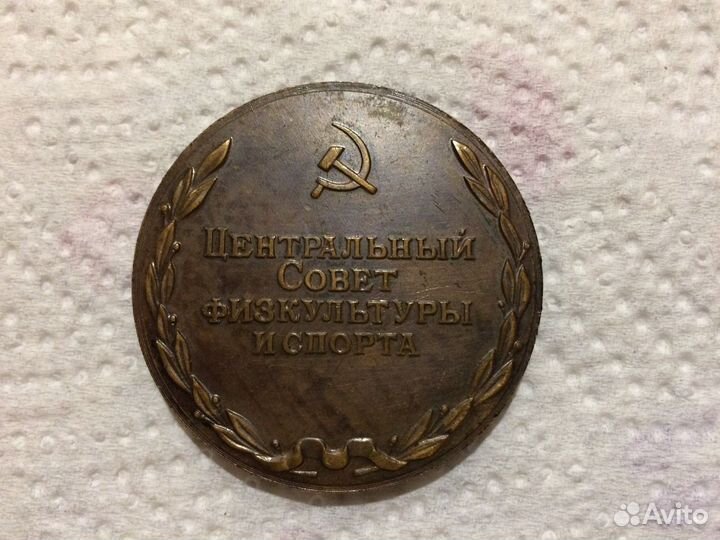 Центральный
Совет
физкультуры
и спорта
Avito